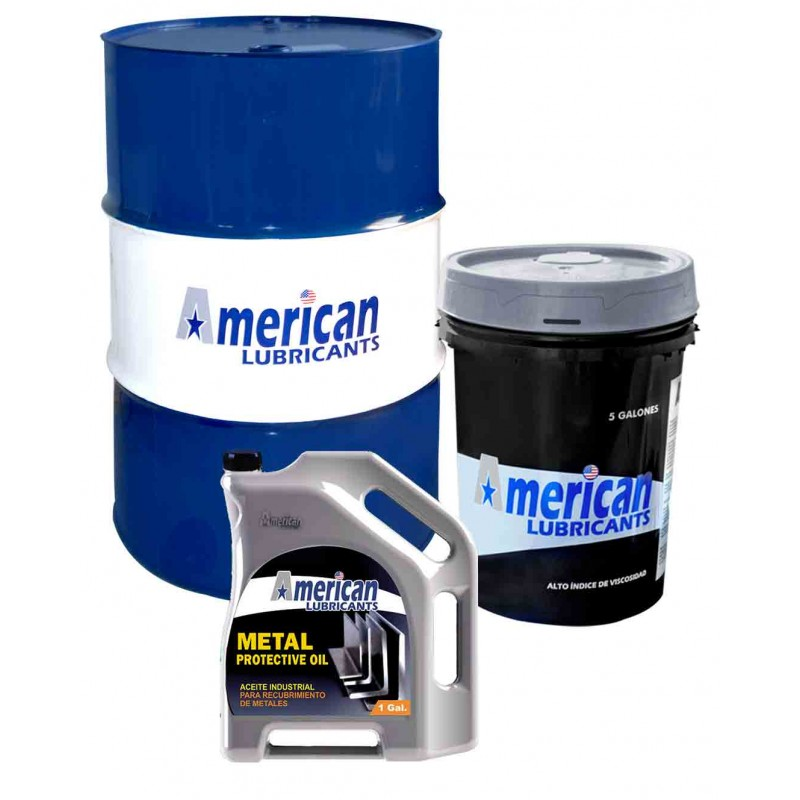 American
LUBRICANTS
5 GALONES
American
LUBRICANTS
ALTO ÍNDICE DE VISCOSIDAD
American
American
LUBRICANTS
METAL
PROTECTIVE OIL
ACEITE INDUSTRIAL
PARA RECUBRIMIENTO
DE METALES
1 Gal.